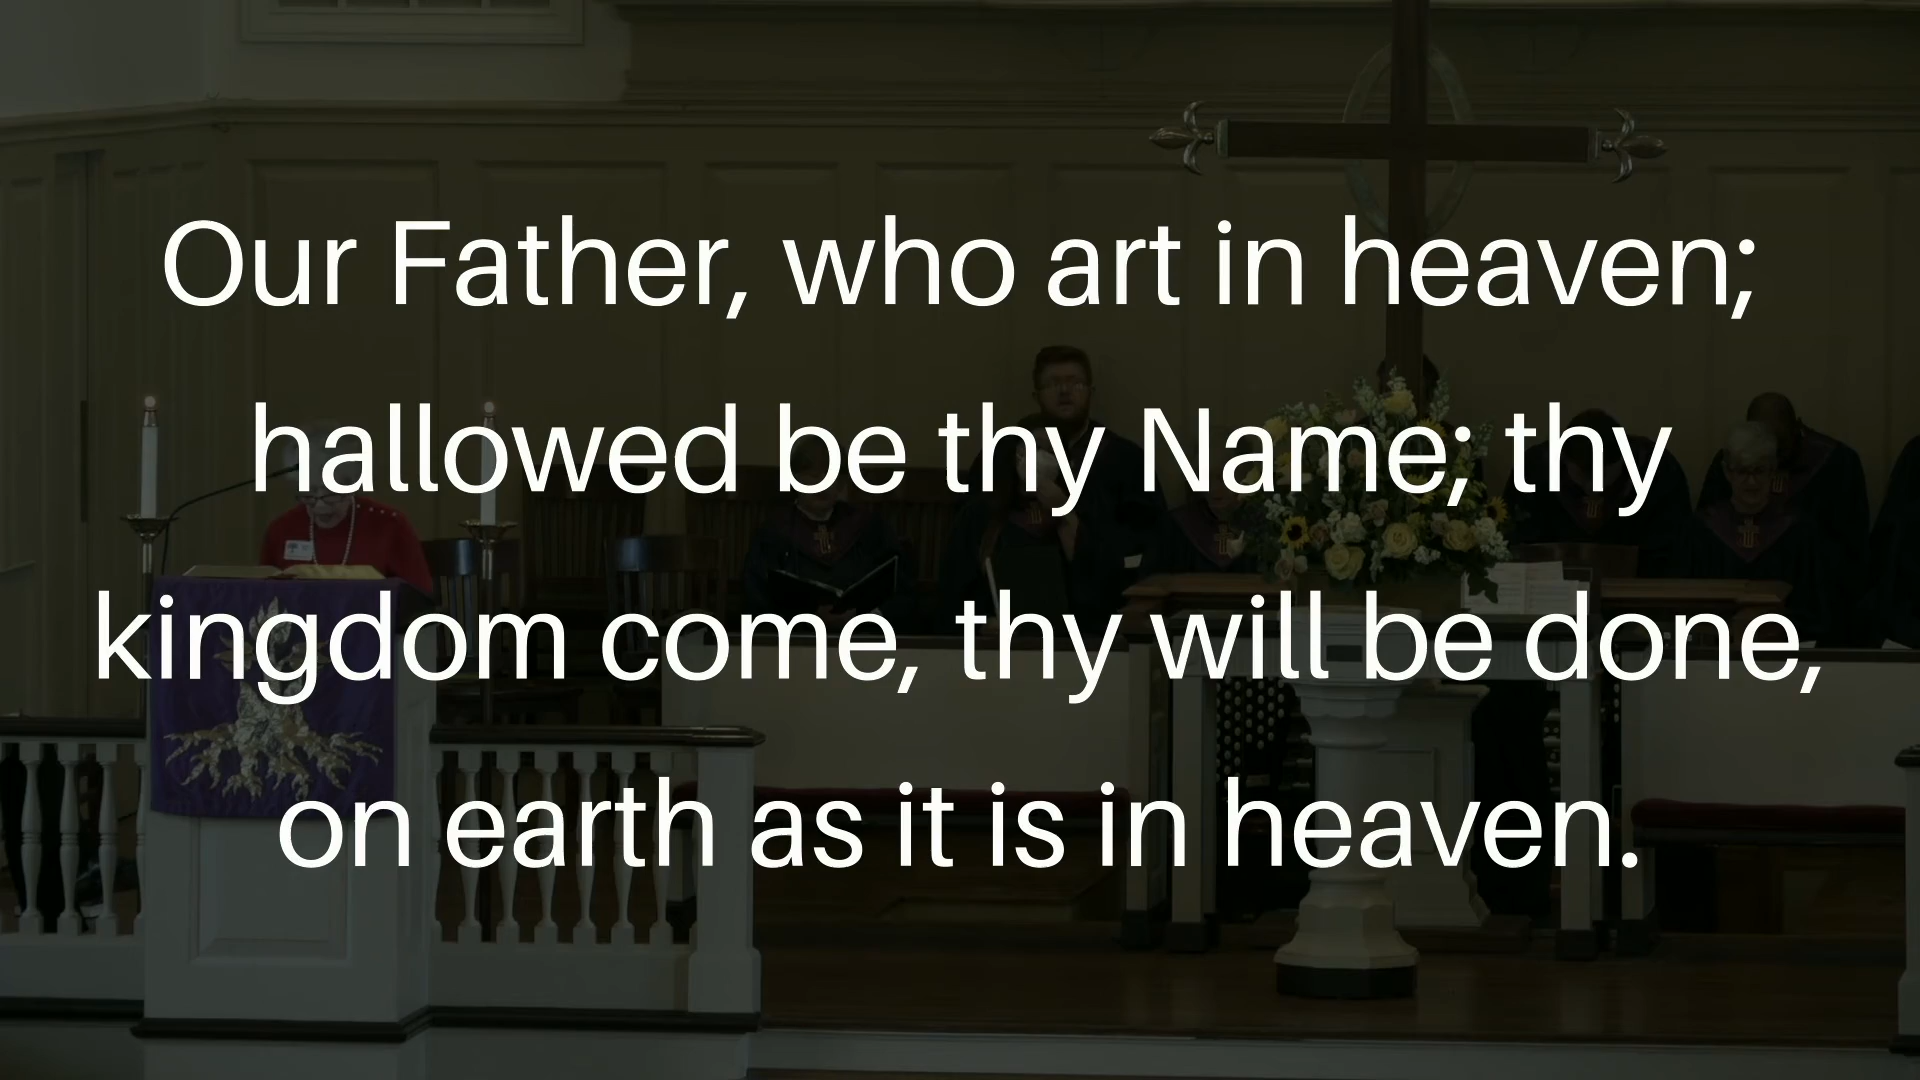 Our Father, who art in heaven;
hallowed be thy Name; thy
kingdom come, thy will be done,
on earth as it is in heaven.